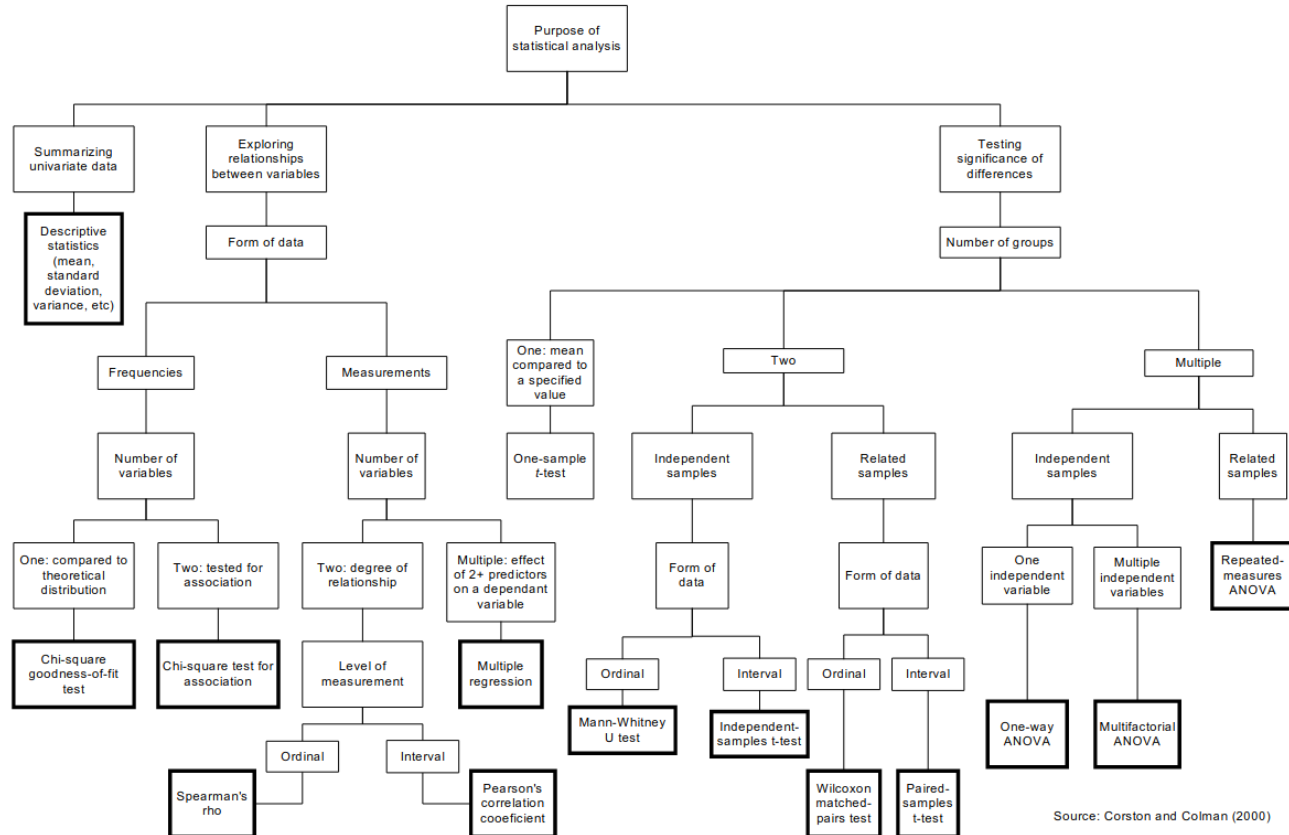 Purpose of
statistical analysis
Summarizing
univariate data
Exploring
relationships
between variables
Testing
significance of
differences
Descriptive
statistics
(mean,
standard
deviation,
variance, etc)
Form of data
Number of groups
Frequencies
Measurements
One: mean
compared to
a specified
value
Two
Multiple
Number of
variables
Number of
variables
One-sample
t-test
Independent
samples
Related
samples
Independent
samples
Related
samples
One: compared to
theoretical
distribution
Two: tested for
association
Two: degree of
relationship
Multiple: effect
of 2+ predictors
on a dependant
variable
Form of
data
Form of data
One
independent
variable
Multiple
independent
variables
Repeated-
measures
ANOVA
Chi-square
goodness-of-fit
test
Chi-square test for
association
Level of
measurement
Multiple
regression
Ordinal
Interval
Ordinal
Interval
Mann-Whitney
U test
Independent-
samples t-test
One-way
ANOVA
Multifactorial
ANOVA
Ordinal
Interval
Spearman's
rho
Pearson's
correlation
cooeficient
Wilcoxon
matched-
pairs test
Paired-
samples
t-test
Source: Corston and Colman (2000)